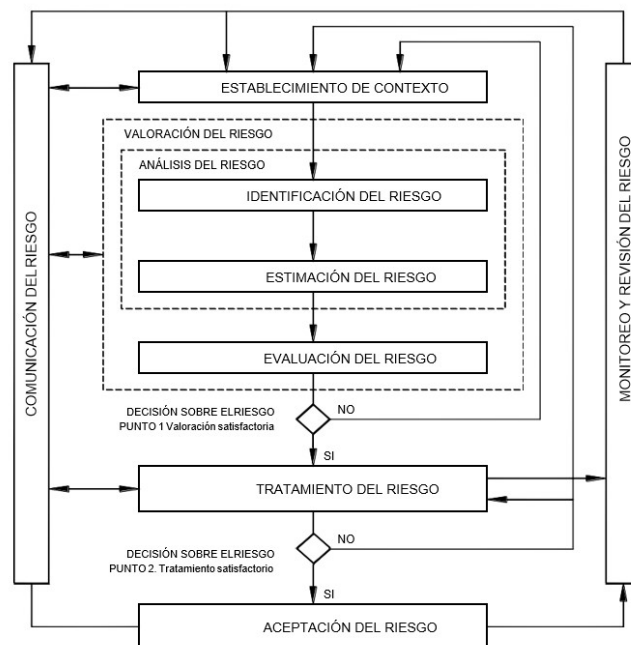 ESTABLECIMIENTO DE CONTEXTO
VALORACIÓN DEL RIESGO
ANÁLISIS DEL RIESGO
IDENTIFICACIÓN DEL RIESGO
ESTIMACIÓN DEL RIESGO
EVALUACIÓN DEL RIESGO
DECISIÓN SOBRE ELRIESGO
PUNTO 1 Valoración satisfactoria
NO
SI
TRATAMIENTO DEL RIESGO
DECISIÓN SOBRE ELRIESGO
PUNTO 2. Tratamiento satisfactorio
NO
SI
ACEPTACIÓN DEL RIESGO
COMUNICACIÓN DEL RIESGO
MONITOREO Y REVISIÓN DEL RIESGO